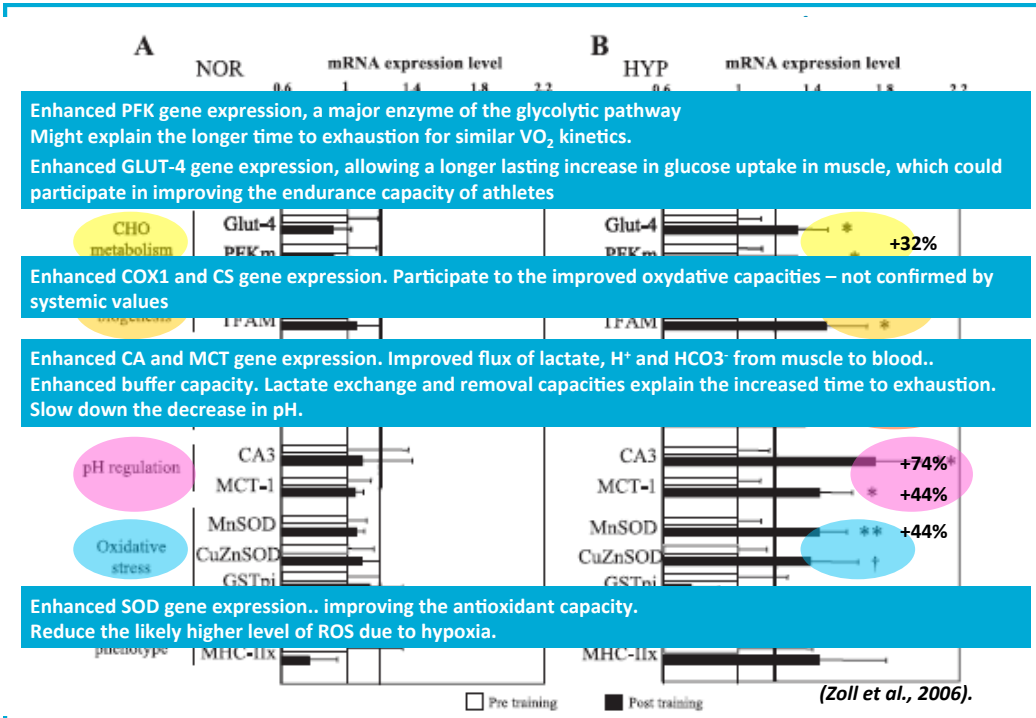 A
B
NOR
mRNA expression level
HYP
mRNA expression level
0.6 1 1.4 1.8 2.2
0.6 1 1.4 1.8 2.2
Enhanced PFK gene expression, a major enzyme of the glycolytic pathway
Might explain the longer time to exhaustion for similar VO₂ kinetics.
Enhanced GLUT-4 gene expression, allowing a longer lasting increase in glucose uptake in muscle, which could
participate in improving the endurance capacity of athletes
CHO
metabolism
Glut-4
PFKm
Glut-4 *
PFKm *
+32%
Enhanced COX1 and CS gene expression. Participate to the improved oxydative capacities – not confirmed by
systemic values
biogenesis
TFAM
TFAM *
Enhanced CA and MCT gene expression. Improved flux of lactate, H⁺ and HCO3⁻ from muscle to blood..
Enhanced buffer capacity. Lactate exchange and removal capacities explain the increased time to exhaustion.
Slow down the decrease in pH.
pH regulation
CA3
MCT-1
CA3 +74% *
MCT-1 * +44%
Oxidative
stress
MnSOD
CuZnSOD
GSTpi
MnSOD ** +44%
CuZnSOD †
GSTpi
Enhanced SOD gene expression.. improving the antioxidant capacity.
Reduce the likely higher level of ROS due to hypoxia.
phenotype
MHC-IIx
MHC-IIx
Pre training
Post training
(Zoll et al., 2006).